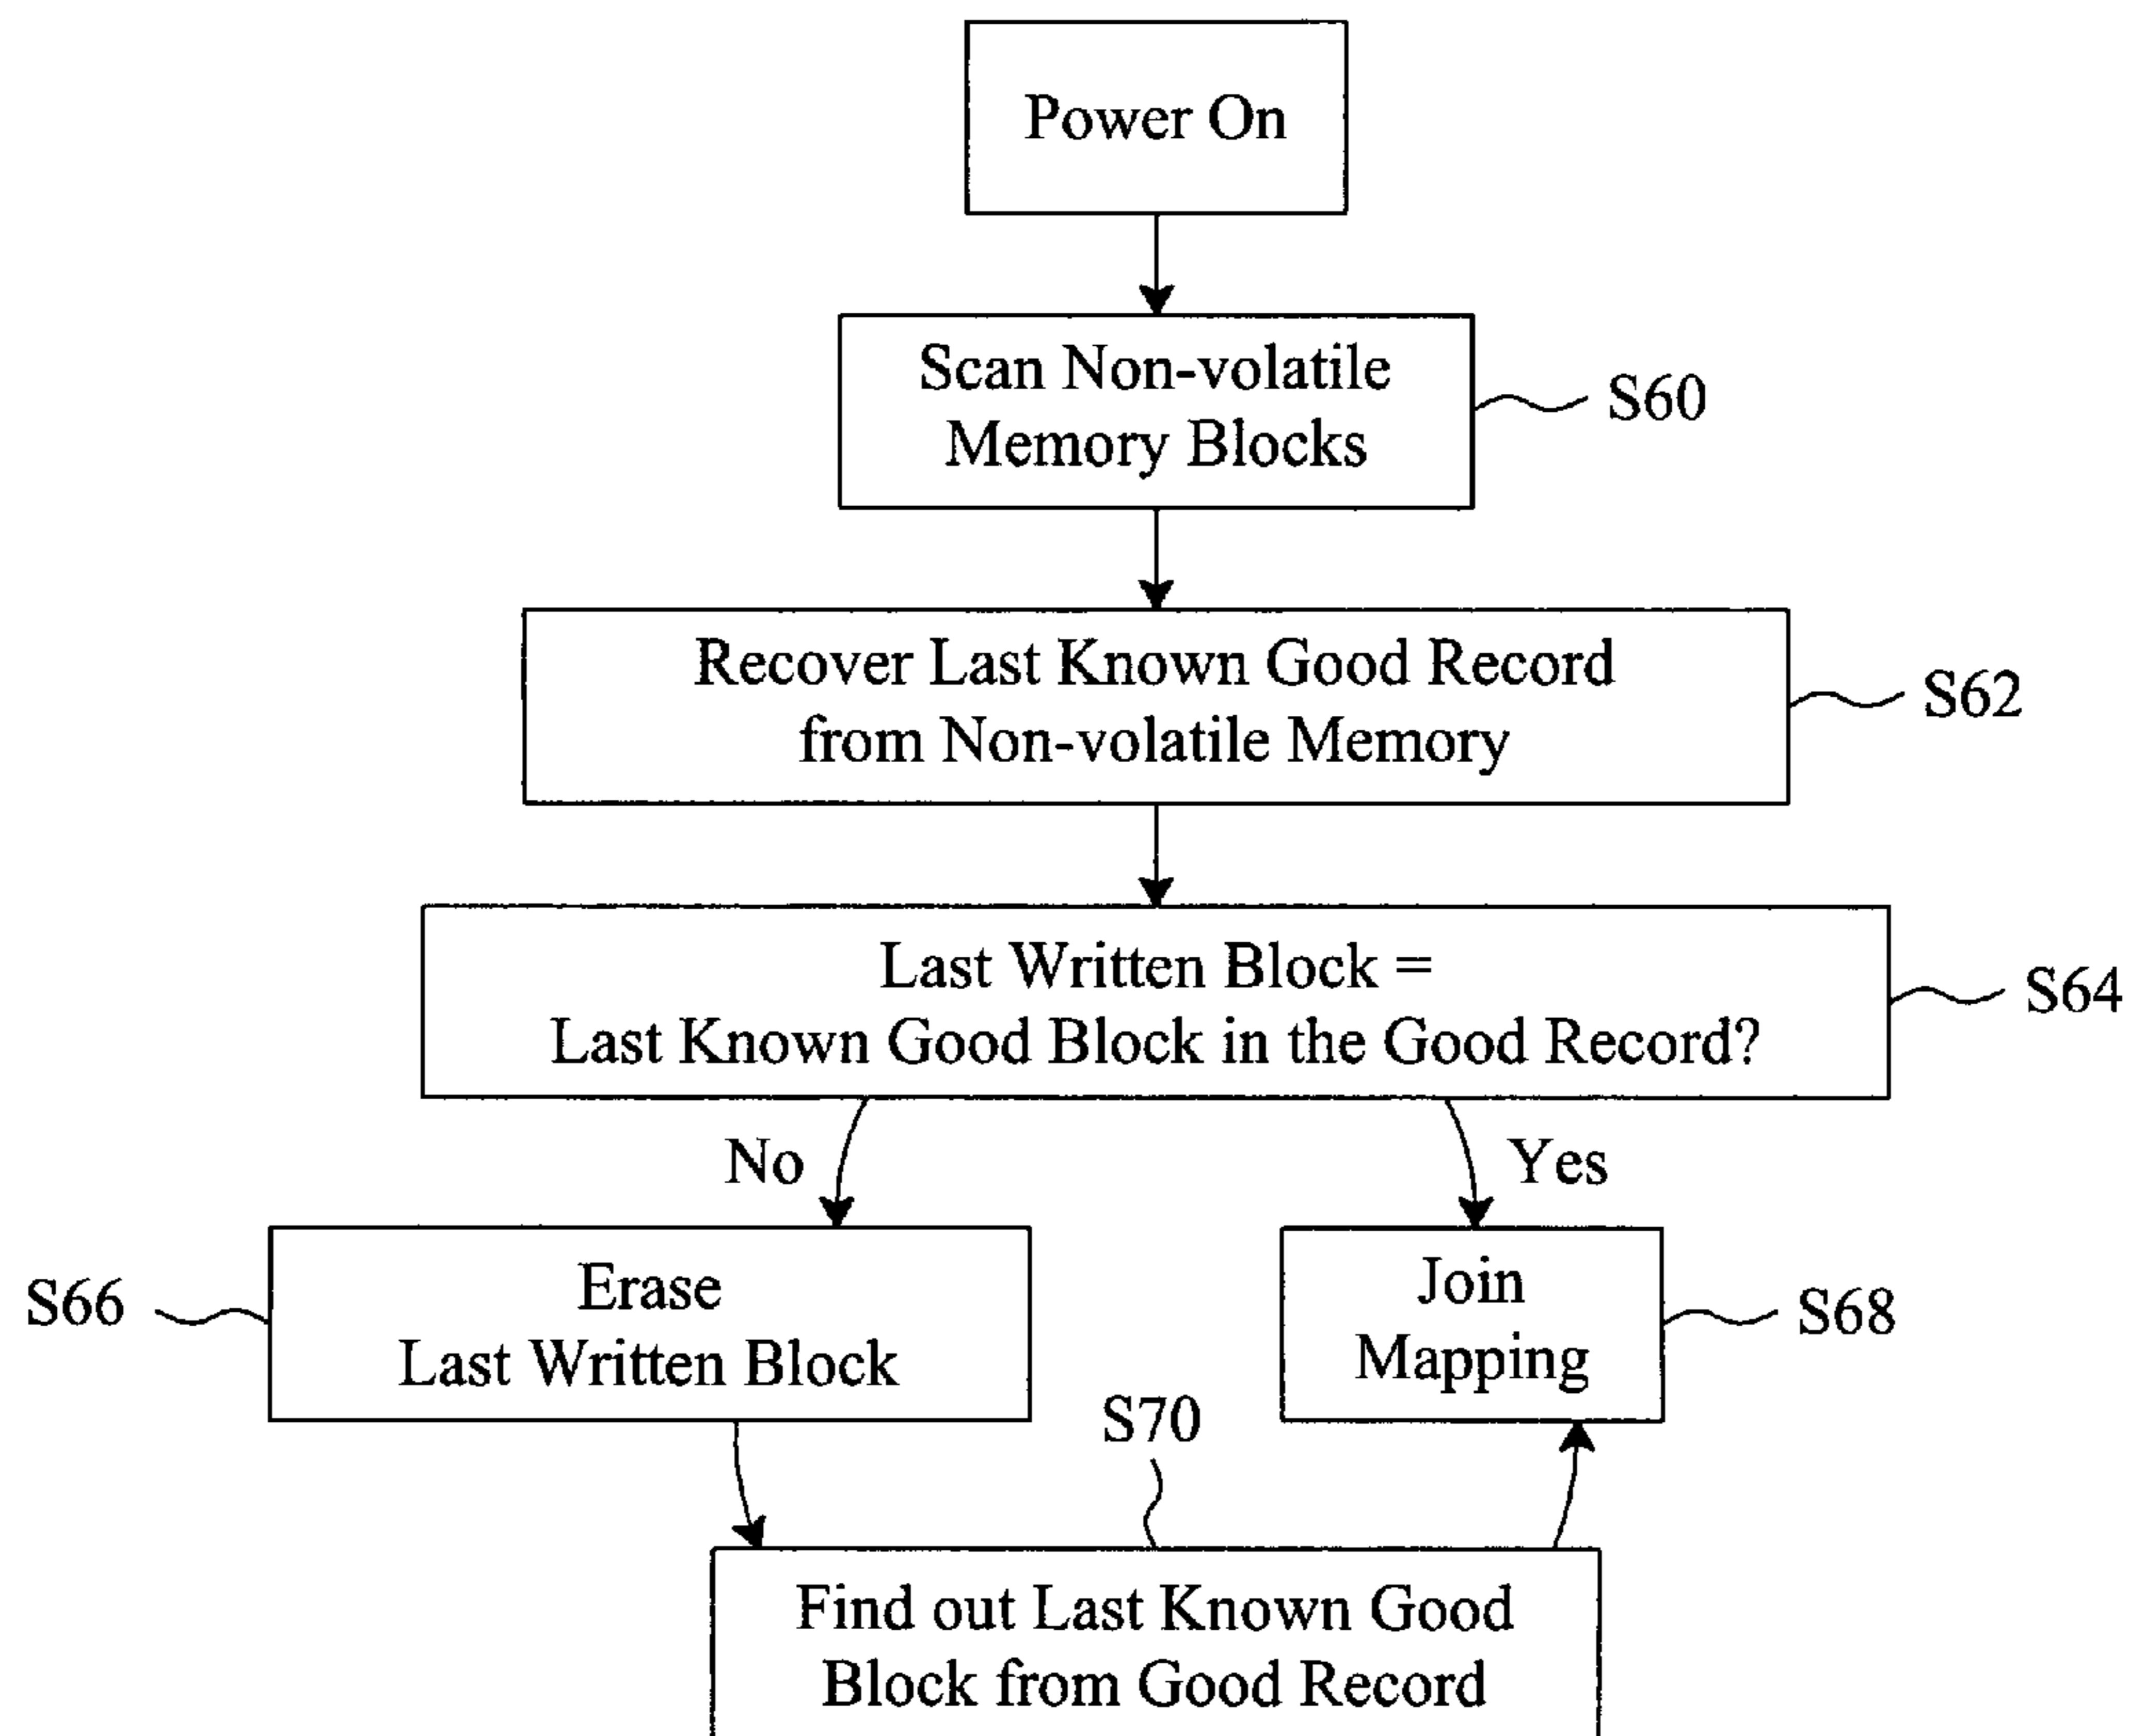 Power On
Scan Non-volatile
Memory Blocks
S60
Recover Last Known Good Record
from Non-volatile Memory
S62
Last Written Block =
Last Known Good Block in the Good Record?
S64
No
Yes
S66
Erase
Last Written Block
Join
Mapping
S68
S70
Find out Last Known Good
Block from Good Record